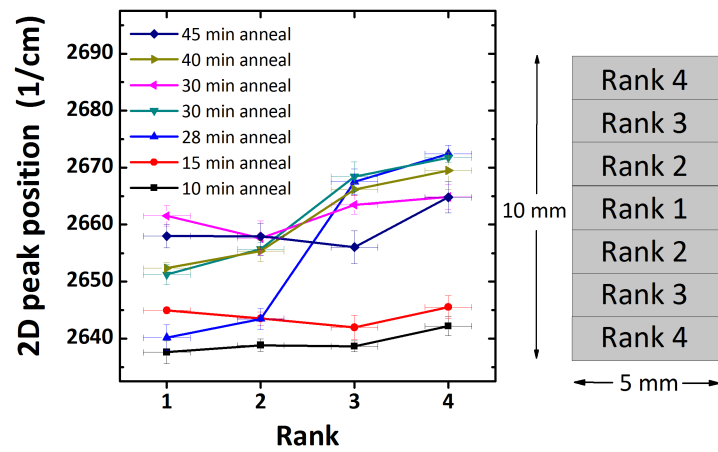 2D peak position (1/cm)
2690
2680
2670
2660
2650
2640
45 min anneal
40 min anneal
30 min anneal
30 min anneal
28 min anneal
15 min anneal
10 min anneal
1 2 3 4
Rank
10 mm
Rank 4
Rank 3
Rank 2
Rank 1
Rank 2
Rank 3
Rank 4
5 mm